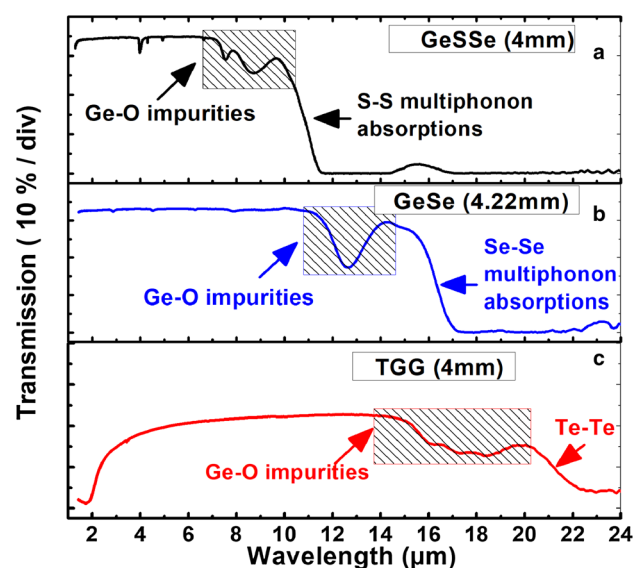 GeSSe (4mm)
a
Ge-O impurities
S-S multiphonon
absorptions
GeSe (4.22mm)
b
Ge-O impurities
Se-Se
multiphonon
absorptions
TGG (4mm)
c
Ge-O impurities
Te-Te
Transmission ( 10 % / div)
2 4 6 8 10 12 14 16 18 20 22 24
Wavelength (µm)